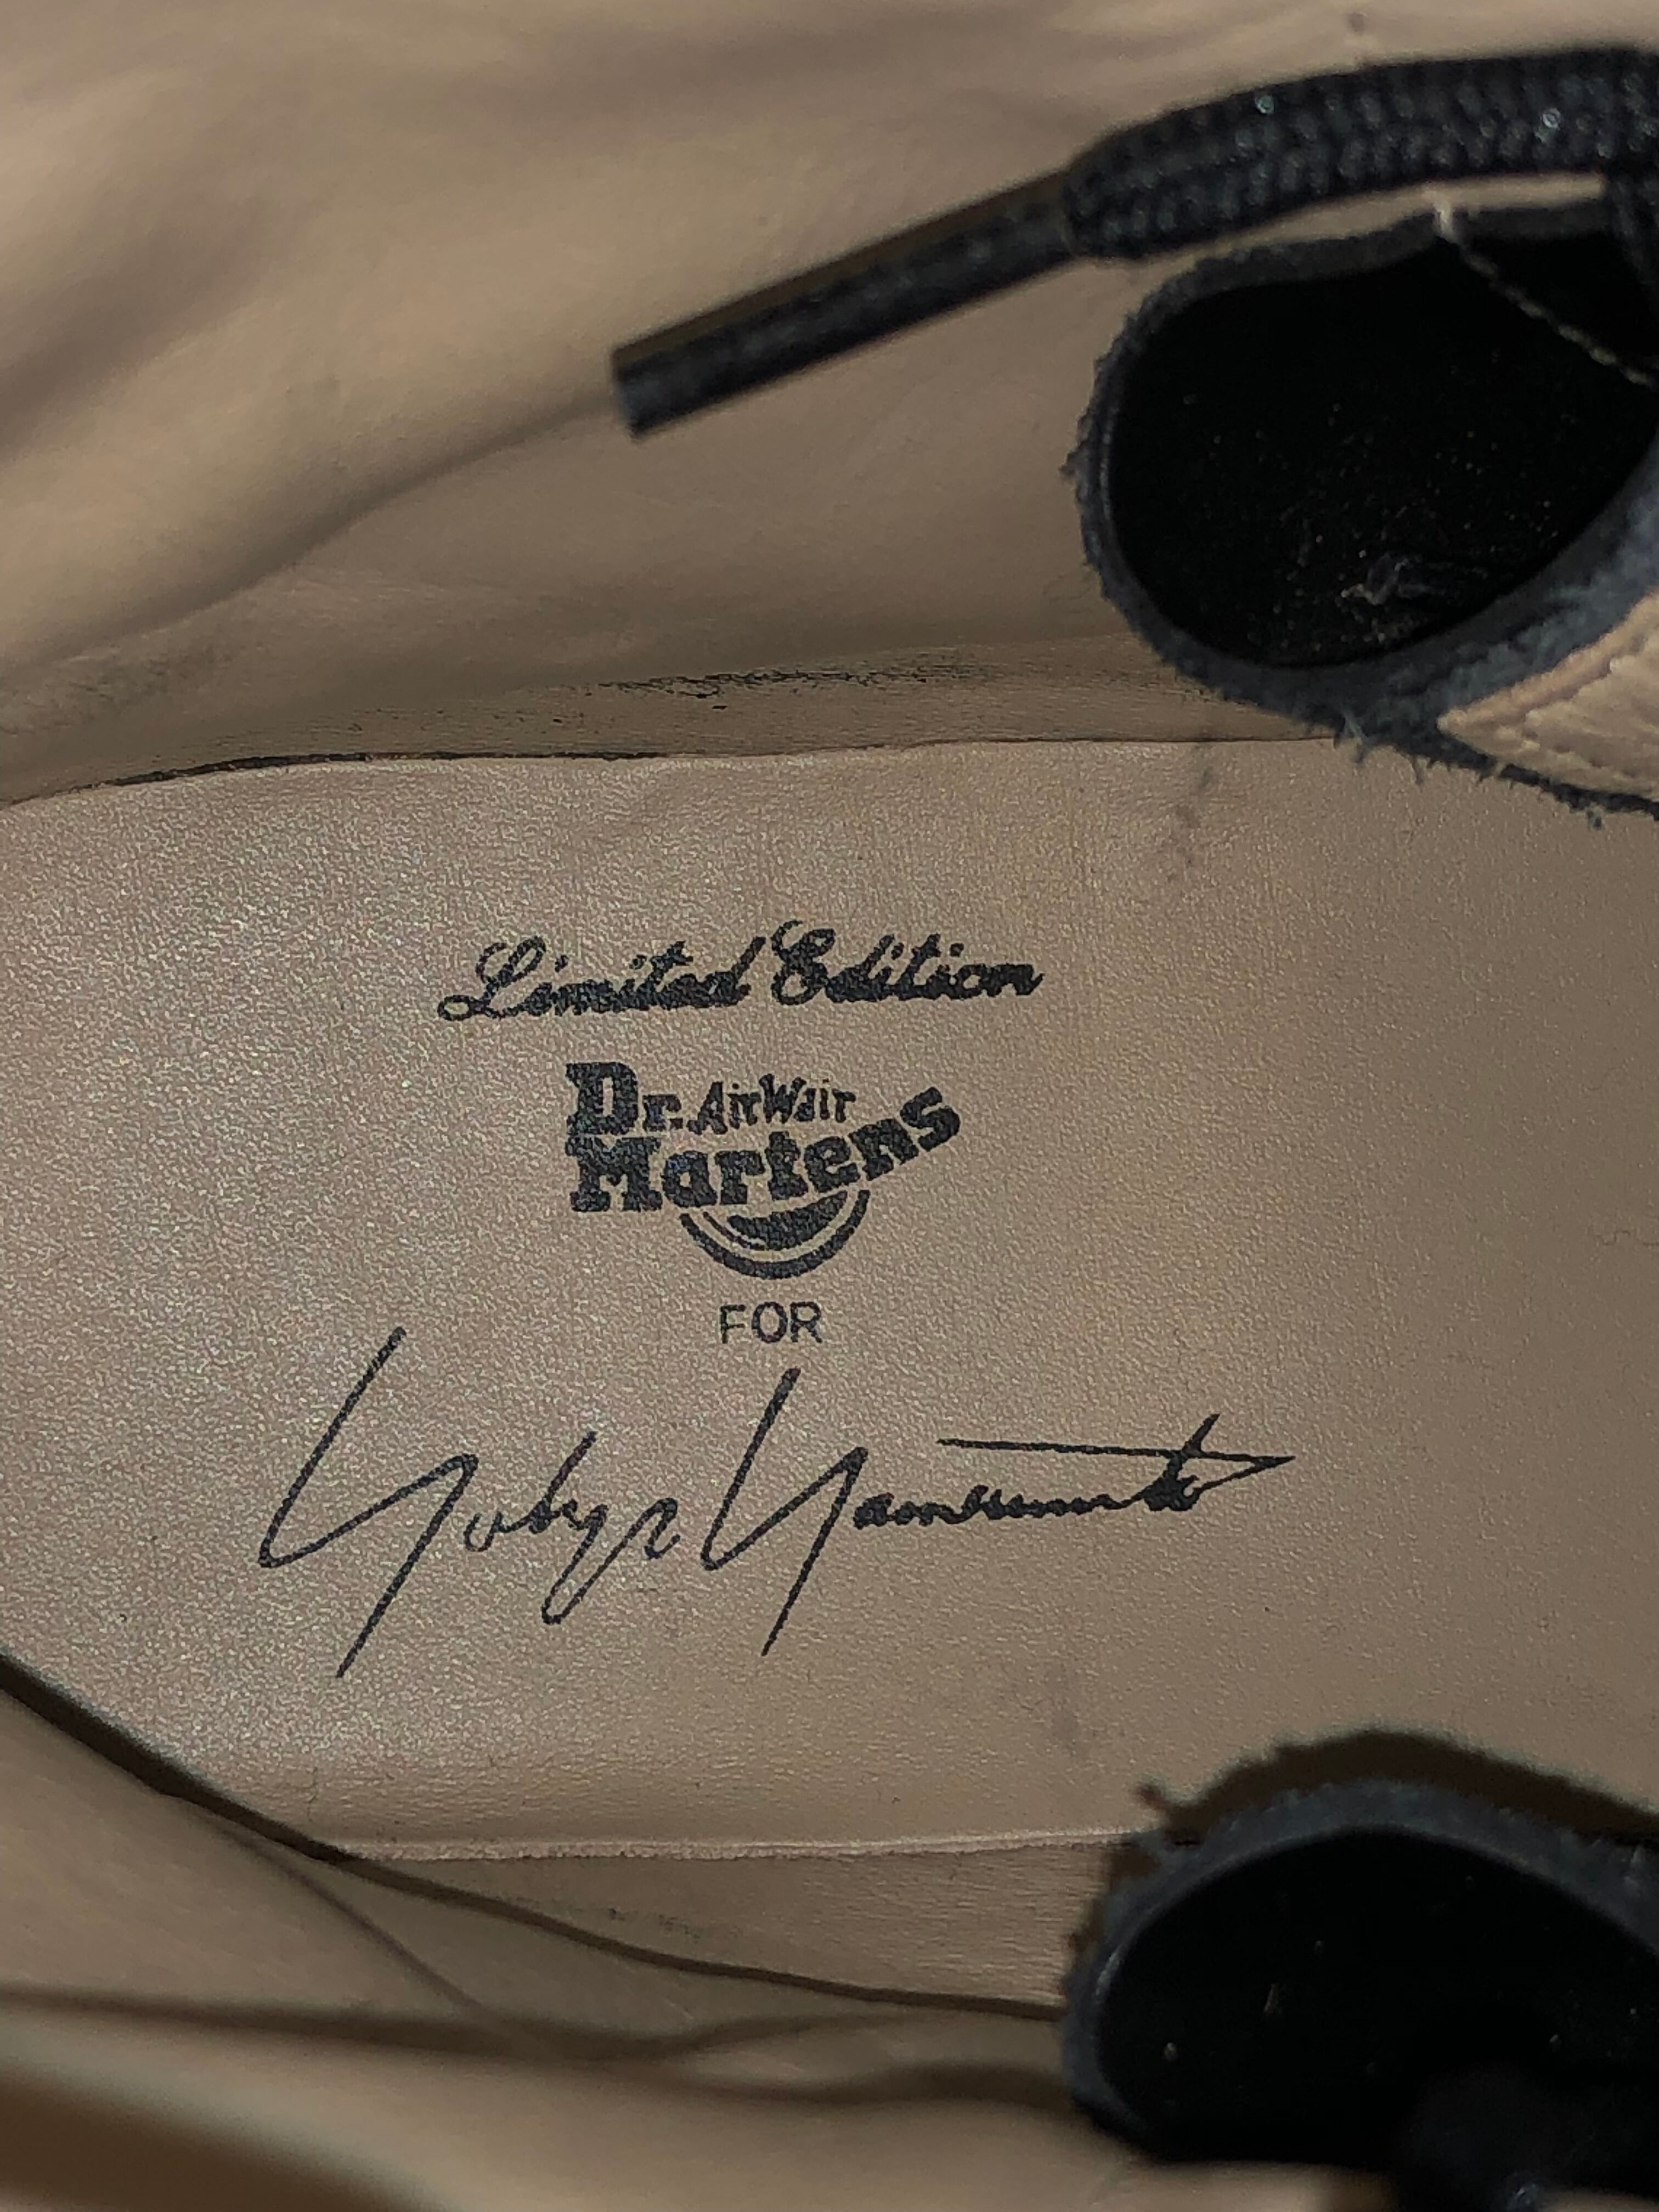 Limited Edition
Dr. AirWair
Martens
FOR
Yohji Yamamoto